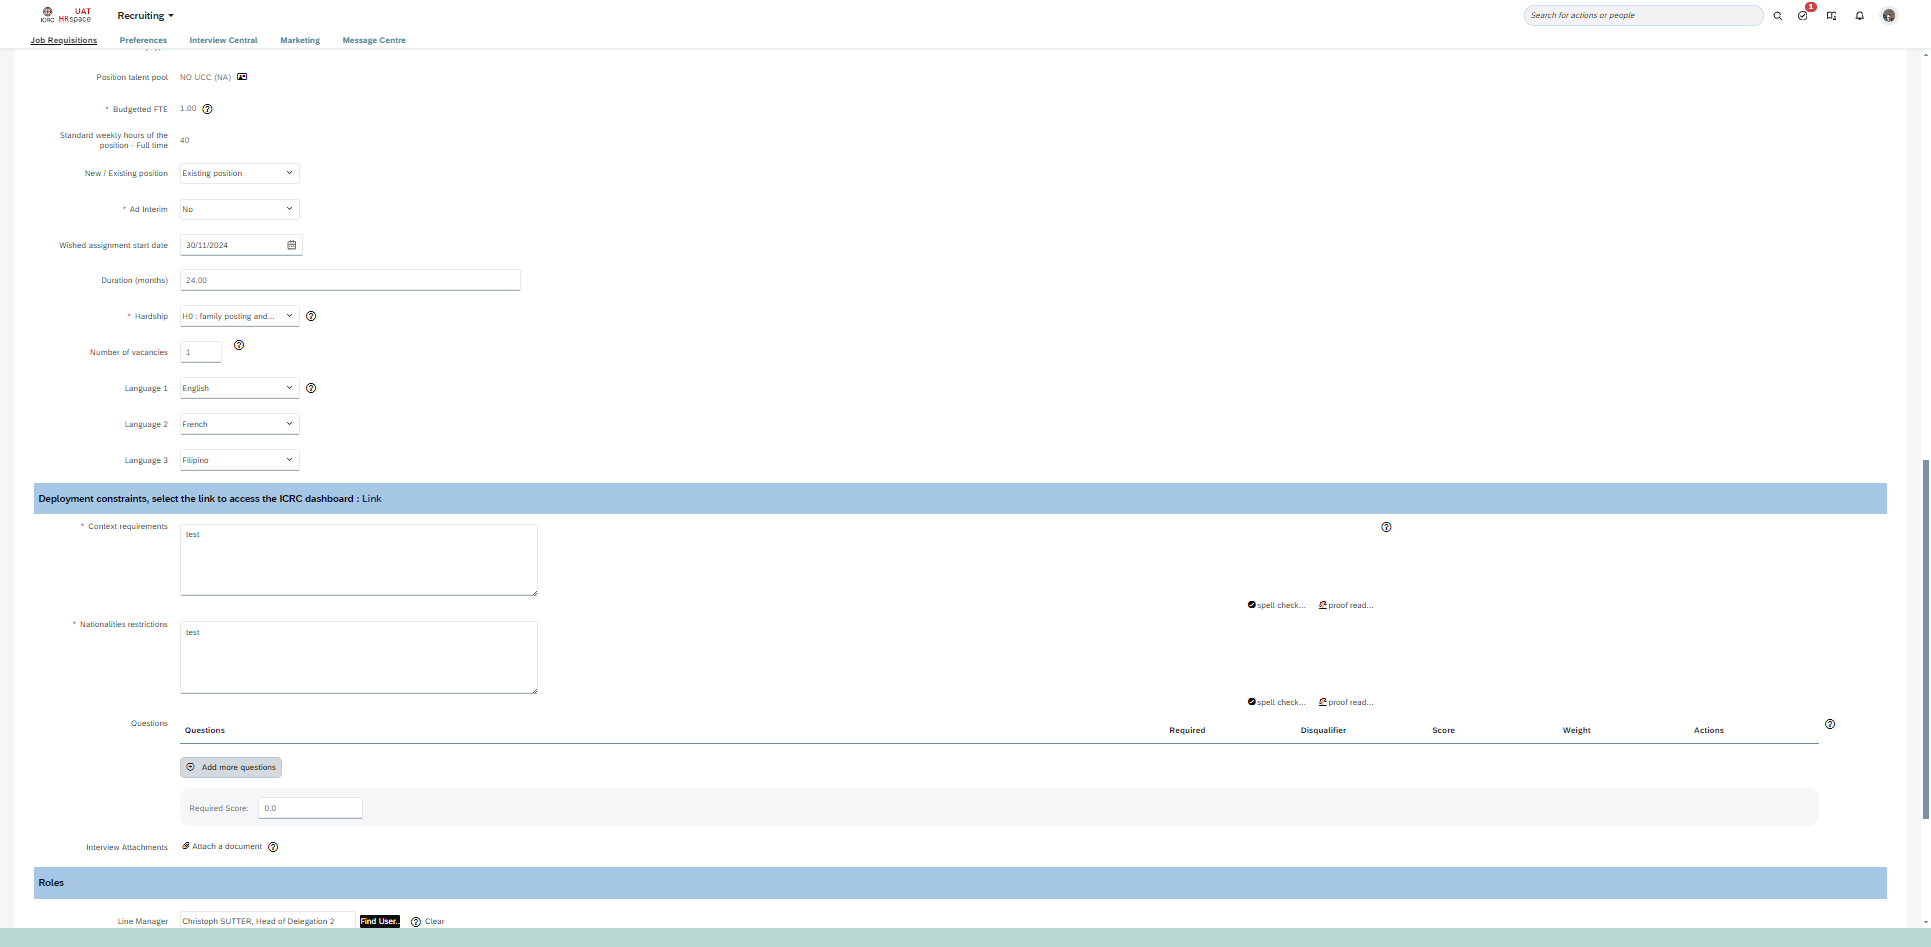 ICRC
UAT
HRspace
Recruiting
Search for actions or people
1
Job Requisitions
Preferences
Interview Central
Marketing
Message Centre
Position talent pool
NO UCC (NA)
* Budgetted FTE
1.00
Standard weekly hours of the
position - Full time
40
New / Existing position
Existing position
* Ad Interim
No
Wished assignment start date
30/11/2024
Duration (months)
24.00
* Hardship
H0 : family posting and...
Number of vacancies
1
Language 1
English
Language 2
French
Language 3
Filipino
Deployment constraints, select the link to access the ICRC dashboard : Link
* Context requirements
test
spell check...
proof read...
* Nationalities restrictions
test
spell check...
proof read...
Questions
Questions
Required
Disqualifier
Score
Weight
Actions
Add more questions
Required Score:
0.0
Interview Attachments
Attach a document
Roles
Line Manager
Christoph SUTTER, Head of Delegation 2
Find User..
Clear